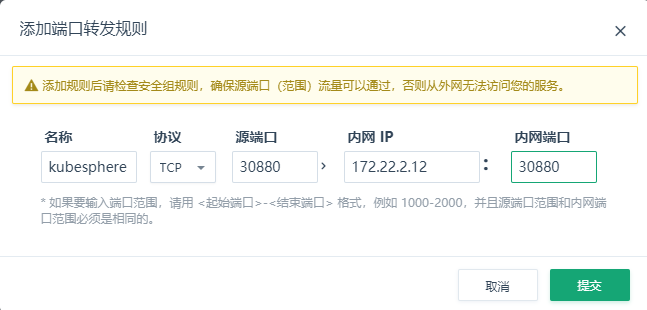 添加端口转发规则
添加规则后请检查安全组规则，确保源端口（范围）流量可以通过，否则从外网无法访问您的服务。
名称 协议 源端口 内网 IP 内网端口
kubesphere TCP 30880 › 172.22.2.12 : 30880
* 如果要输入端口范围，请用 <起始端口>-<结束端口> 格式，例如 1000-2000，并且源端口范围和内网端
口范围必须是相同的。
取消 提交